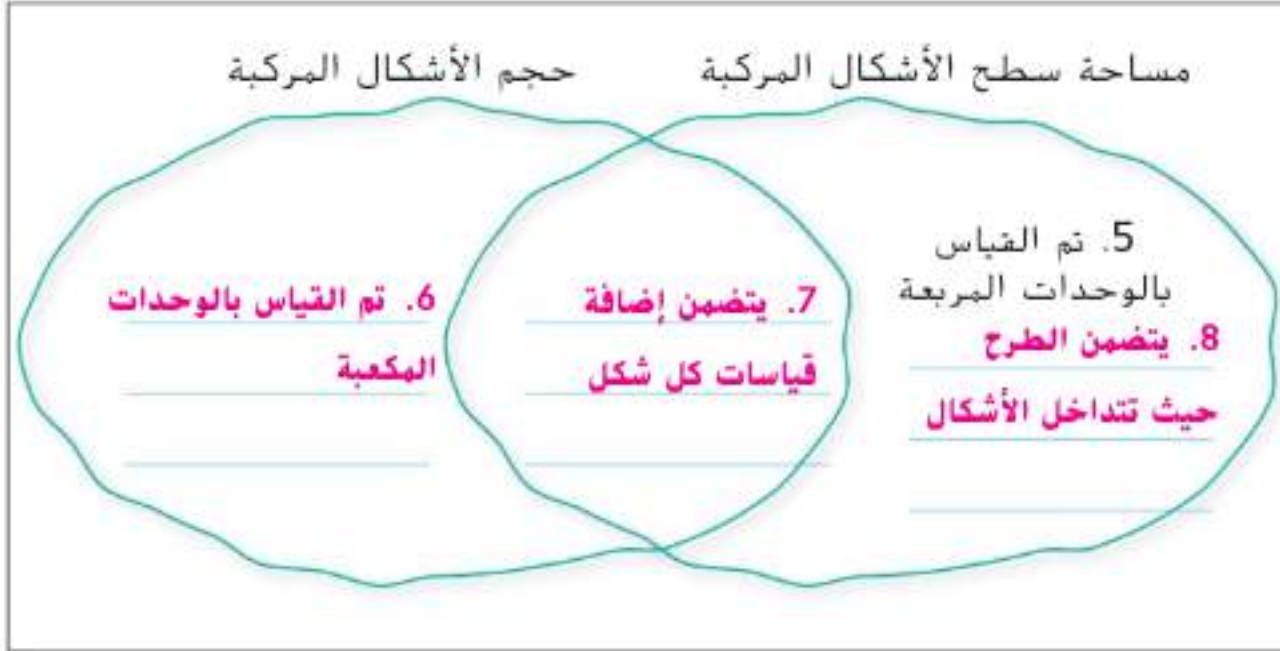 مساحة سطح الأشكال المركبة
حجم الأشكال المركبة
5. تم القياس
بالوحدات المربعة
8. يتضمن الطرح
حيث تتداخل الأشكال
7. يتضمن إضافة
قياسات كل شكل
6. تم القياس بالوحدات
المكعبة